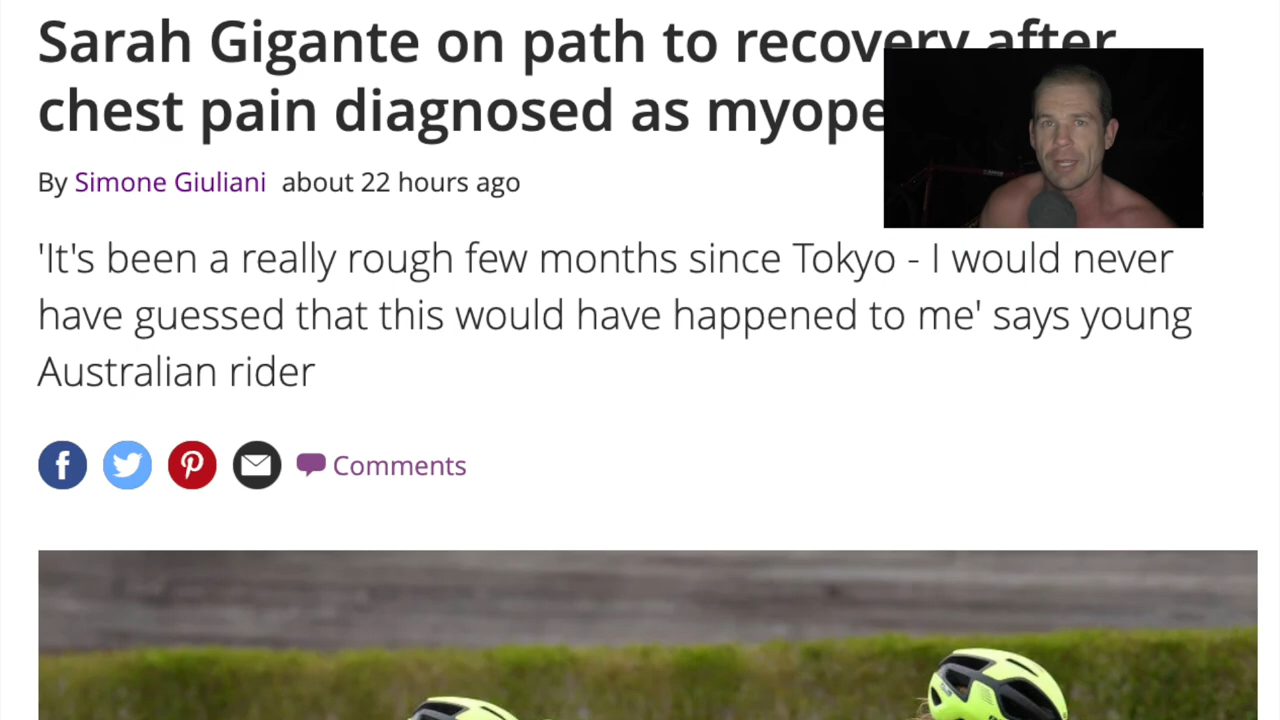 Sarah Gigante on path to recovery after
chest pain diagnosed as myope
By Simone Giuliani about 22 hours ago
'It's been a really rough few months since Tokyo - I would never
have guessed that this would have happened to me' says young
Australian rider
Comments